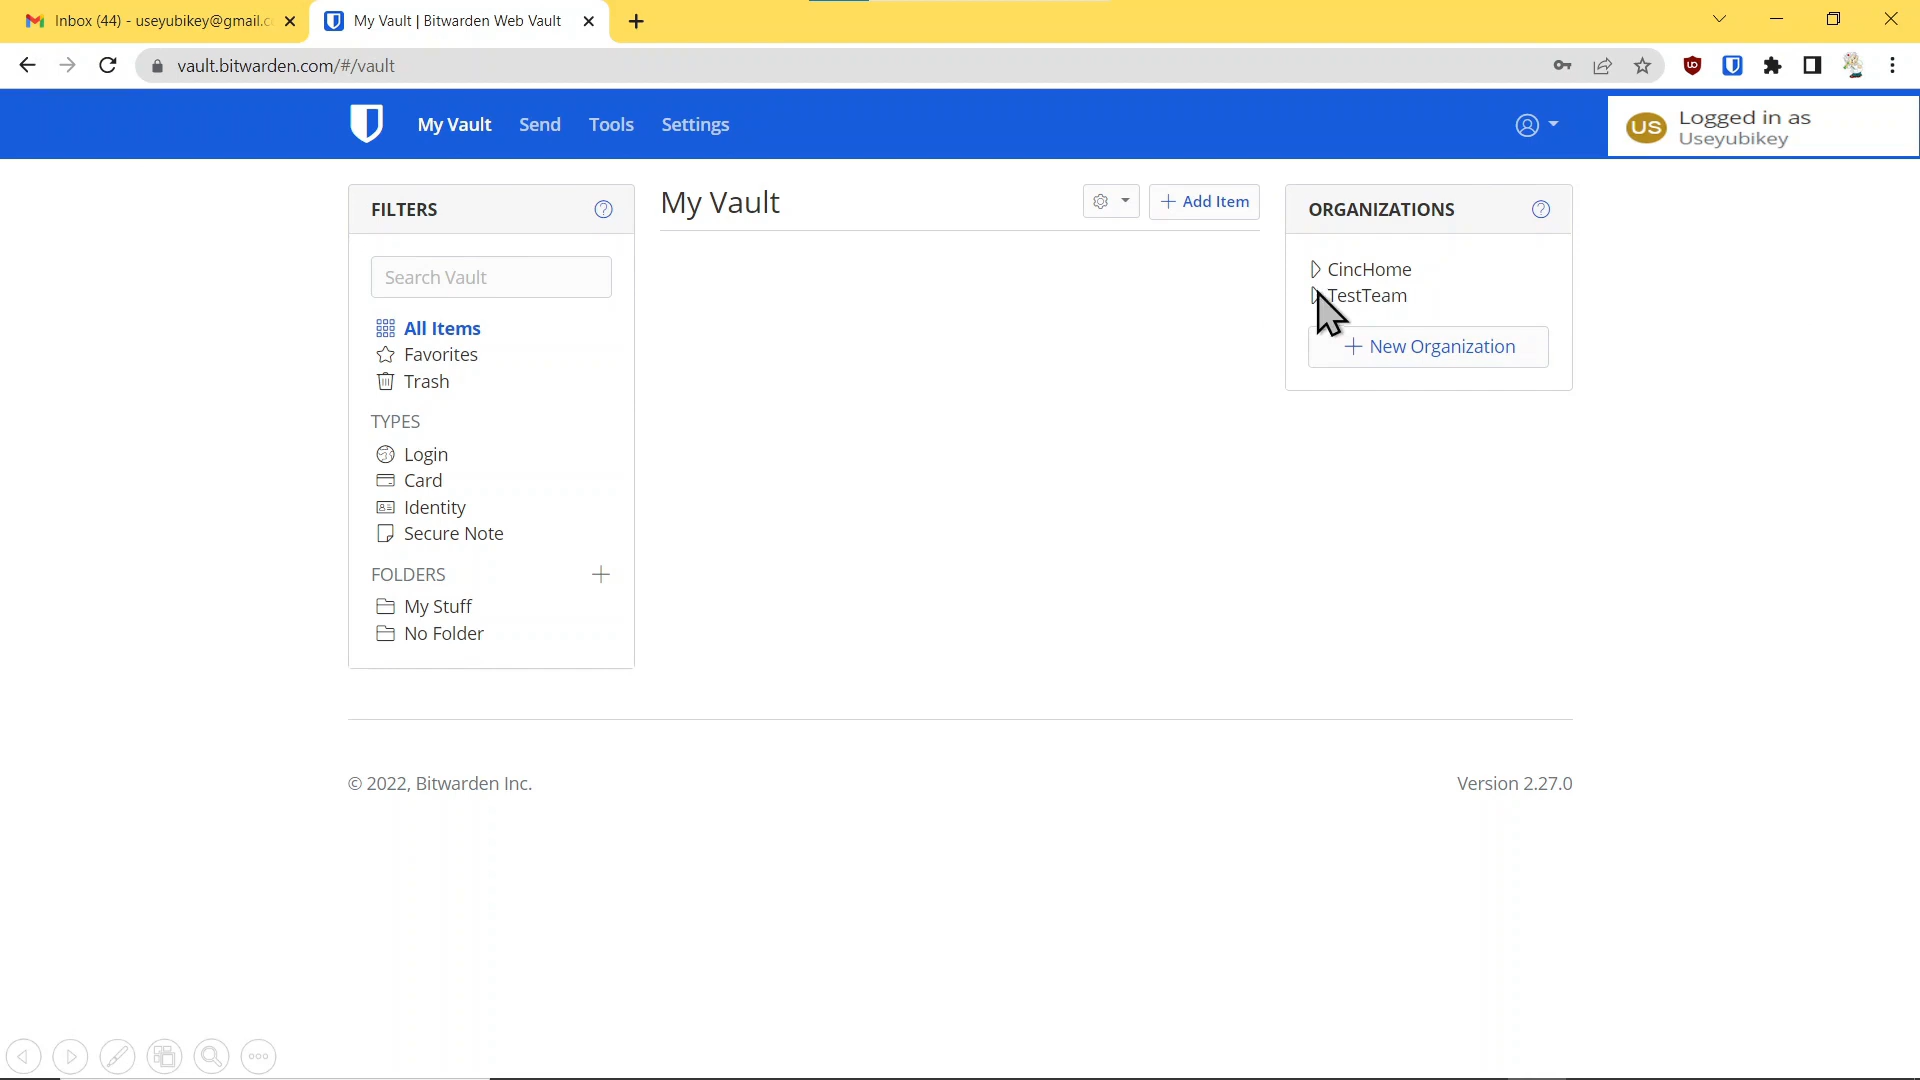 Inbox (44) - useyubikey@gmail.c
My Vault | Bitwarden Web Vault
vault.bitwarden.com/#/vault
My Vault
Send
Tools
Settings
US
Logged in as
Useyubikey
FILTERS
My Vault
Add Item
ORGANIZATIONS
Search Vault
CincHome
TestTeam
New Organization
All Items
Favorites
Trash
TYPES
Login
Card
Identity
Secure Note
FOLDERS
My Stuff
No Folder
© 2022, Bitwarden Inc.
Version 2.27.0